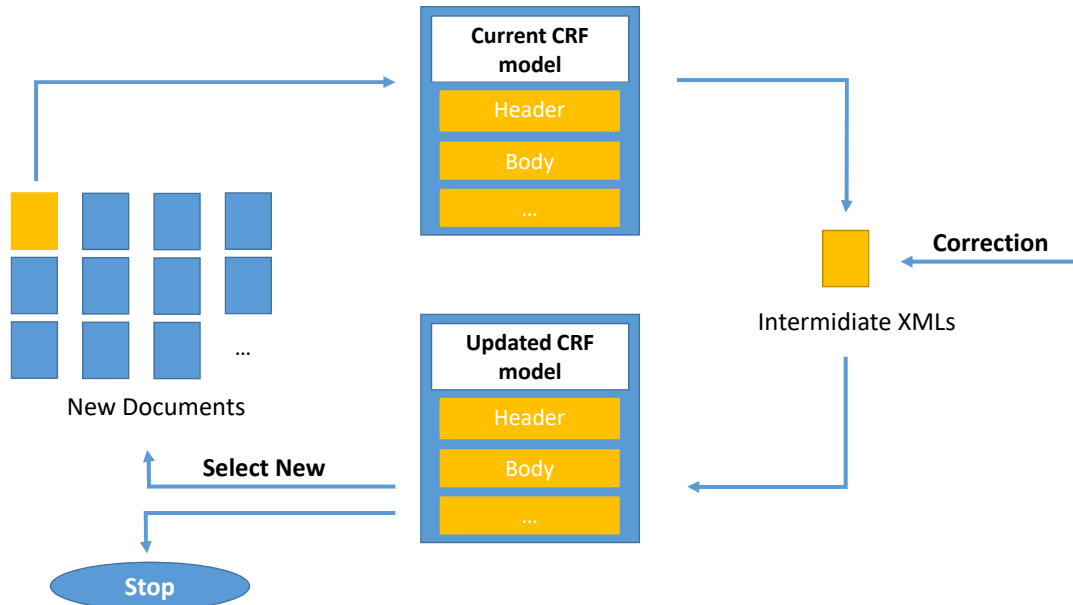 Current CRF
model
Header
Body
...
Correction
Intermidiate XMLs
...
New Documents
Updated CRF
model
Header
Body
...
Select New
Stop